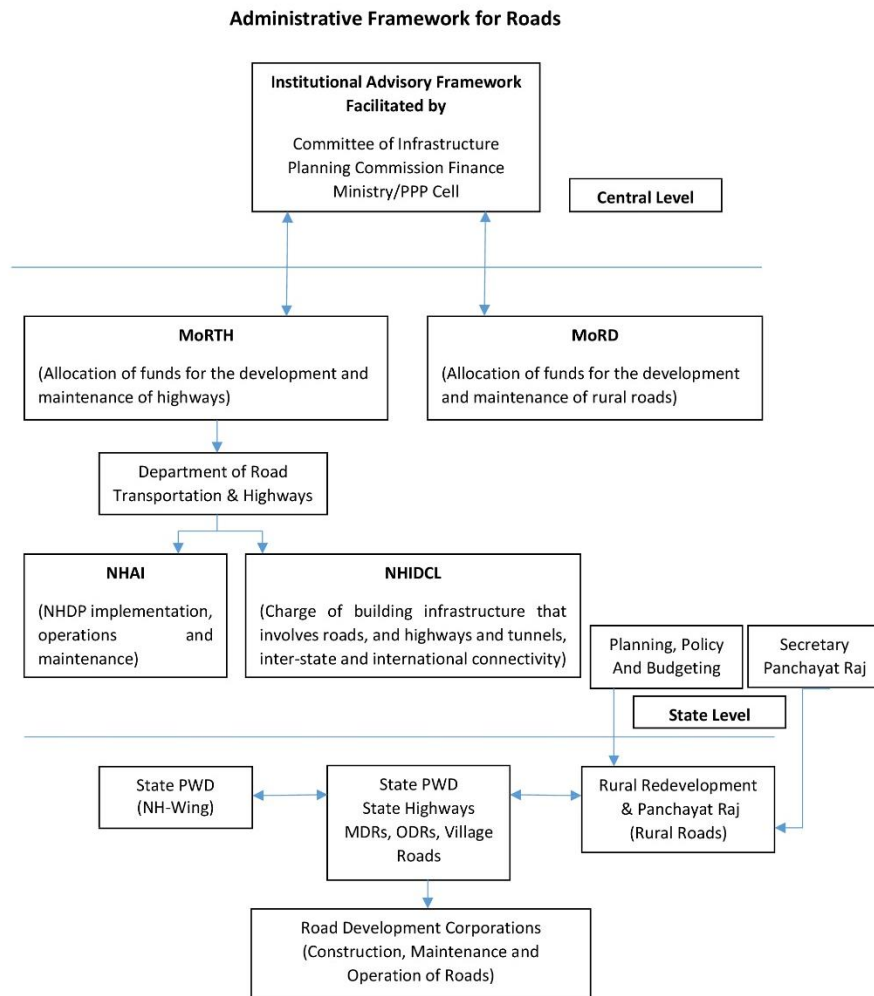 Administrative Framework for Roads
Institutional Advisory Framework
Facilitated by
Committee of Infrastructure
Planning Commission Finance
Ministry/PPP Cell
Central Level
MoRTH
(Allocation of funds for the development and
maintenance of highways)
MoRD
(Allocation of funds for the development
and maintenance of rural roads)
Department of Road
Transportation & Highways
NHAI
(NHDP implementation,
operations and
maintenance)
NHIDCL
(Charge of building infrastructure that
involves roads, and highways and tunnels,
inter-state and international connectivity)
Planning, Policy
And Budgeting
Secretary
Panchayat Raj
State Level
State PWD
(NH-Wing)
State PWD
State Highways
MDRs, ODRs, Village
Roads
Rural Redevelopment
& Panchayat Raj
(Rural Roads)
Road Development Corporations
(Construction, Maintenance and
Operation of Roads)